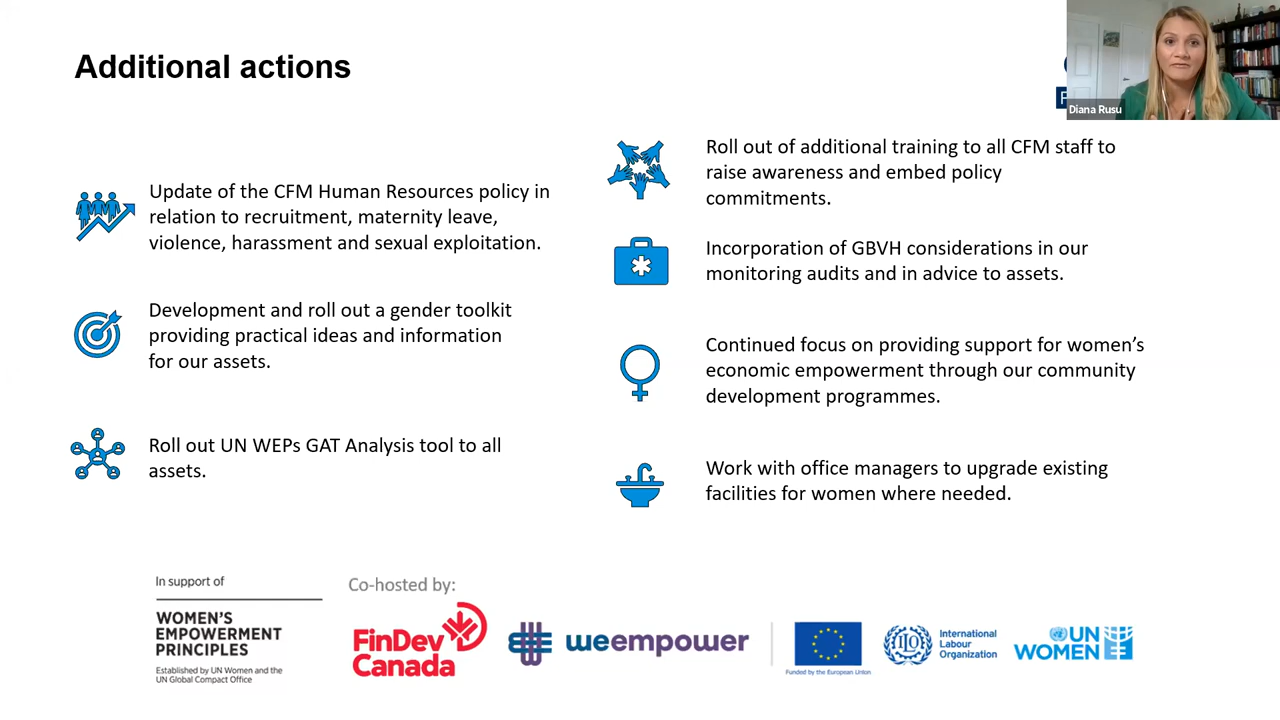 Additional actions
Diana Rusu
Update of the CFM Human Resources policy in
relation to recruitment, maternity leave,
violence, harassment and sexual exploitation.
Development and roll out a gender toolkit
providing practical ideas and information
for our assets.
Roll out UN WEPs GAT Analysis tool to all
assets.
Roll out of additional training to all CFM staff to
raise awareness and embed policy
commitments.
Incorporation of GBVH considerations in our
monitoring audits and in advice to assets.
Continued focus on providing support for women’s
economic empowerment through our community
development programmes.
Work with office managers to upgrade existing
facilities for women where needed.
In support of
WOMEN'S
EMPOWERMENT
PRINCIPLES
Established by UN Women and the
UN Global Compact Office
Co-hosted by:
FinDev
Canada
weempower
Funded by the European Union
International
Labour
Organization
UN
WOMEN